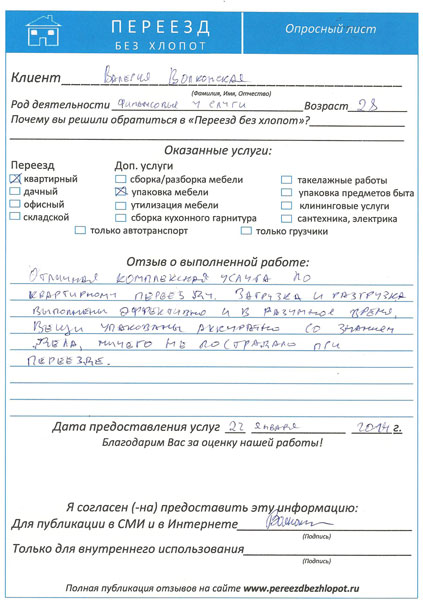 ПЕРЕЕЗД
БЕЗ ХЛОПОТ
Опросный лист
Клиент Валерия Волконская
(Фамилия, Имя, Отчество)
Род деятельности Финансовые услуги Возраст 28
Почему вы решили обратиться в «Переезд без хлопот»?
Оказанные услуги:
Переезд Доп. услуги
квартирный сборка/разборка мебели такелажные работы
дачный упаковка мебели упаковка предметов быта
офисный утилизация мебели клининговые услуги
складской сборка кухонного гарнитура сантехника, электрика
только автотранспорт только грузчики
Отзыв о выполненной работе:
Отличная комплексная услуга по
квартирному переезду. Загрузка и разгрузка
выполнены эффективно и в разумное время.
Вещи упакованы аккуратно со знанием
дела, ничего не пострадало при
переезде.
Дата предоставления услуг 22 января 2014 г.
Благодарим Вас за оценку нашей работы!
Я согласен (-на) предоставить эту информацию:
Для публикации в СМИ и в Интернете
(Подпись)
Только для внутреннего использования
(Подпись)
Полная публикация отзывов на сайте www.pereezdbezhlopot.ru